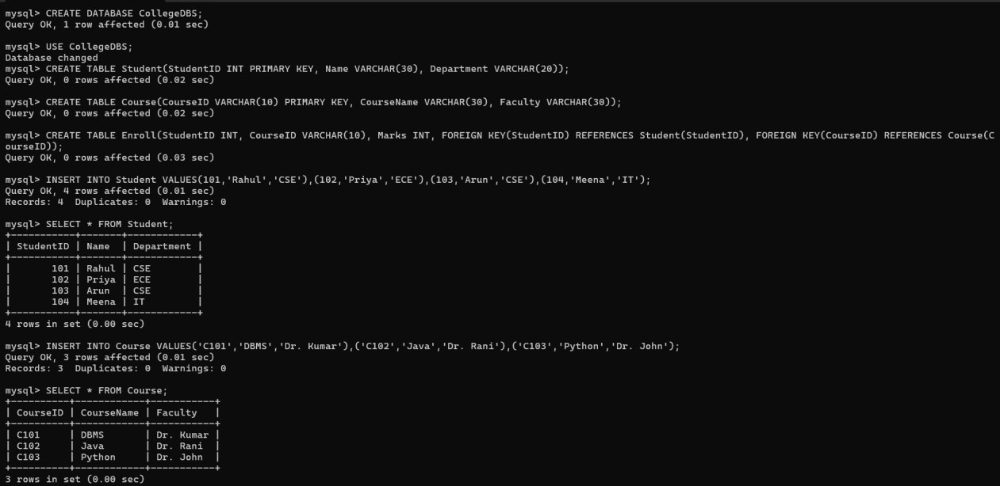 mysql> CREATE DATABASE CollegeDBS;
Query OK, 1 row affected (0.01 sec)
mysql> USE CollegeDBS;
Database changed
mysql> CREATE TABLE Student(StudentID INT PRIMARY KEY, Name VARCHAR(30), Department VARCHAR(20));
Query OK, 0 rows affected (0.02 sec)
mysql> CREATE TABLE Course(CourseID VARCHAR(10) PRIMARY KEY, CourseName VARCHAR(30), Faculty VARCHAR(30));
Query OK, 0 rows affected (0.02 sec)
mysql> CREATE TABLE Enroll(StudentID INT, CourseID VARCHAR(10), Marks INT, FOREIGN KEY(StudentID) REFERENCES Student(StudentID), FOREIGN KEY(CourseID) REFERENCES Course(C
ourseID));
Query OK, 0 rows affected (0.03 sec)
mysql> INSERT INTO Student VALUES(101,'Rahul','CSE'),(102,'Priya','ECE'),(103,'Arun','CSE'),(104,'Meena','IT');
Query OK, 4 rows affected (0.01 sec)
Records: 4  Duplicates: 0  Warnings: 0
mysql> SELECT * FROM Student;
+-----------+-------+------------+
| StudentID | Name  | Department |
+-----------+-------+------------+
|       101 | Rahul | CSE        |
|       102 | Priya | ECE        |
|       103 | Arun  | CSE        |
|       104 | Meena | IT         |
+-----------+-------+------------+
4 rows in set (0.00 sec)
mysql> INSERT INTO Course VALUES('C101','DBMS','Dr. Kumar'),('C102','Java','Dr. Rani'),('C103','Python','Dr. John');
Query OK, 3 rows affected (0.01 sec)
Records: 3  Duplicates: 0  Warnings: 0
mysql> SELECT * FROM Course;
+----------+------------+-----------+
| CourseID | CourseName | Faculty   |
+----------+------------+-----------+
| C101     | DBMS       | Dr. Kumar |
| C102     | Java       | Dr. Rani  |
| C103     | Python     | Dr. John  |
+----------+------------+-----------+
3 rows in set (0.00 sec)